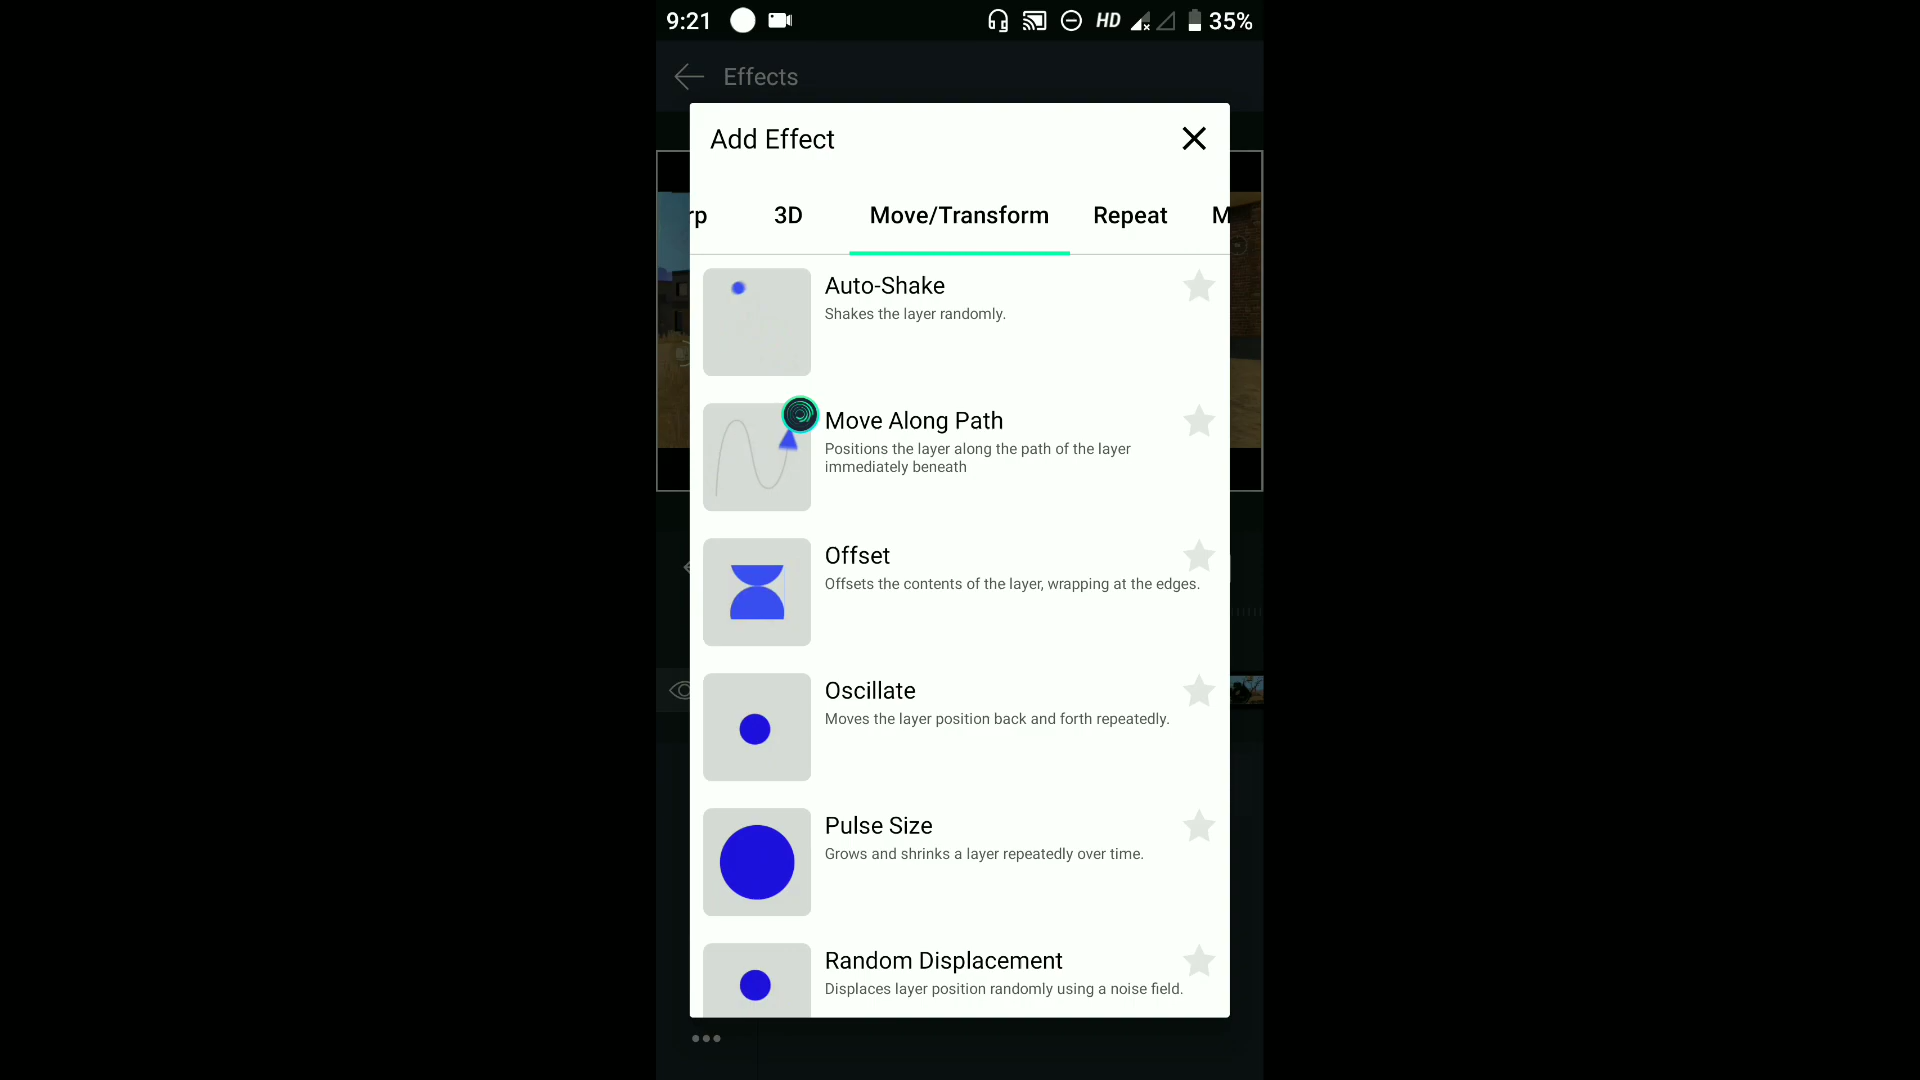 9:21 HD 35%
Effects
Add Effect
rp 3D Move/Transform Repeat M
Auto-Shake
Shakes the layer randomly.
Move Along Path
Positions the layer along the path of the layer
immediately beneath
Offset
Offsets the contents of the layer, wrapping at the edges.
Oscillate
Moves the layer position back and forth repeatedly.
Pulse Size
Grows and shrinks a layer repeatedly over time.
Random Displacement
Displaces layer position randomly using a noise field.